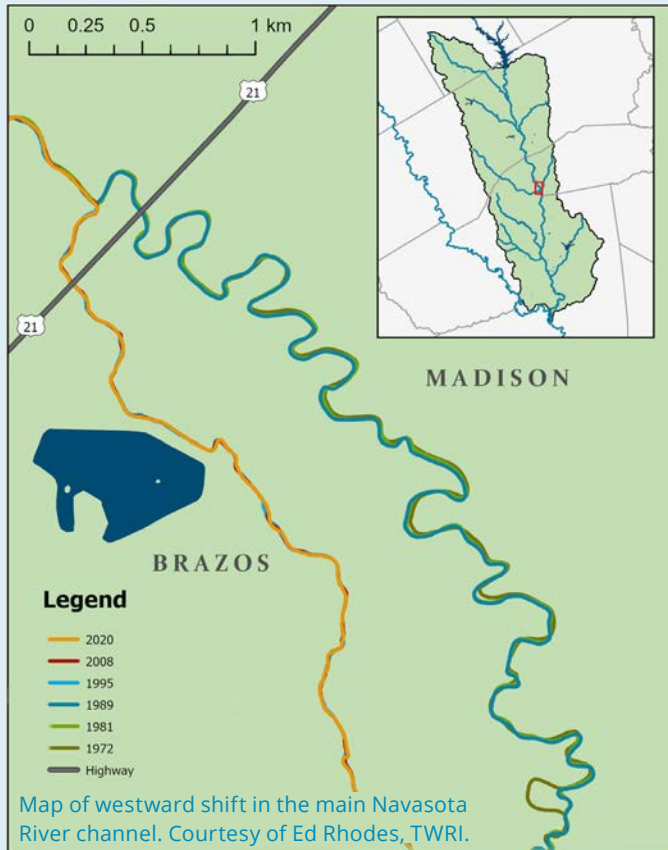 0 0.25 0.5 1 km
21
MADISON
21
BRAZOS
Legend
2020
2008
1995
1989
1981
1972
Highway
Map of westward shift in the main Navasota
River channel. Courtesy of Ed Rhodes, TWRI.